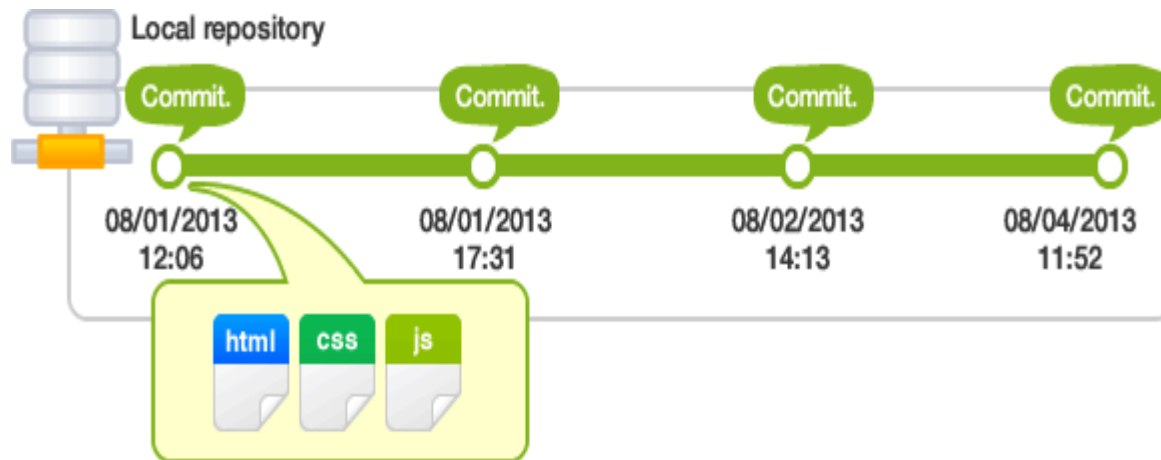 Local repository
Commit.
Commit.
Commit.
Commit.
08/01/2013
12:06
08/01/2013
17:31
08/02/2013
14:13
08/04/2013
11:52
html
css
js